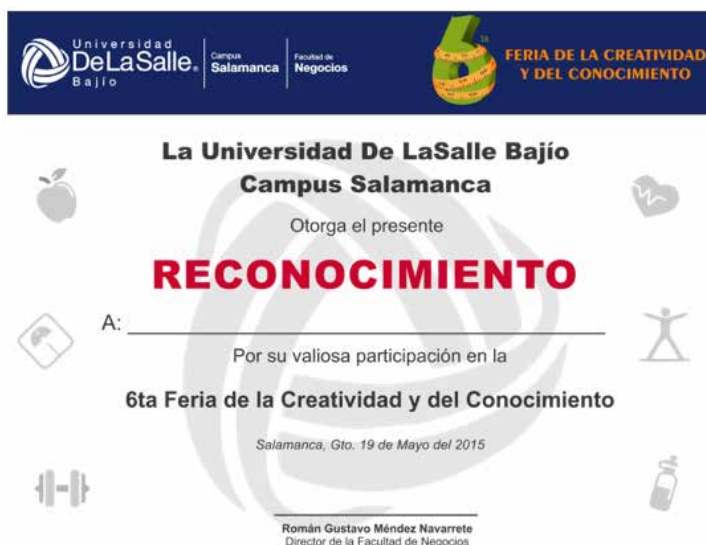 Universidad
DeLaSalle®
Bajío
Campus
Salamanca
Facultad de
Negocios
6ta
FERIA DE LA CREATIVIDAD
Y DEL CONOCIMIENTO
La Universidad De LaSalle Bajío
Campus Salamanca
Otorga el presente
RECONOCIMIENTO
A:
Por su valiosa participación en la
6ta Feria de la Creatividad y del Conocimiento
Salamanca, Gto. 19 de Mayo del 2015
Román Gustavo Méndez Navarrete
Director de la Facultad de Negocios